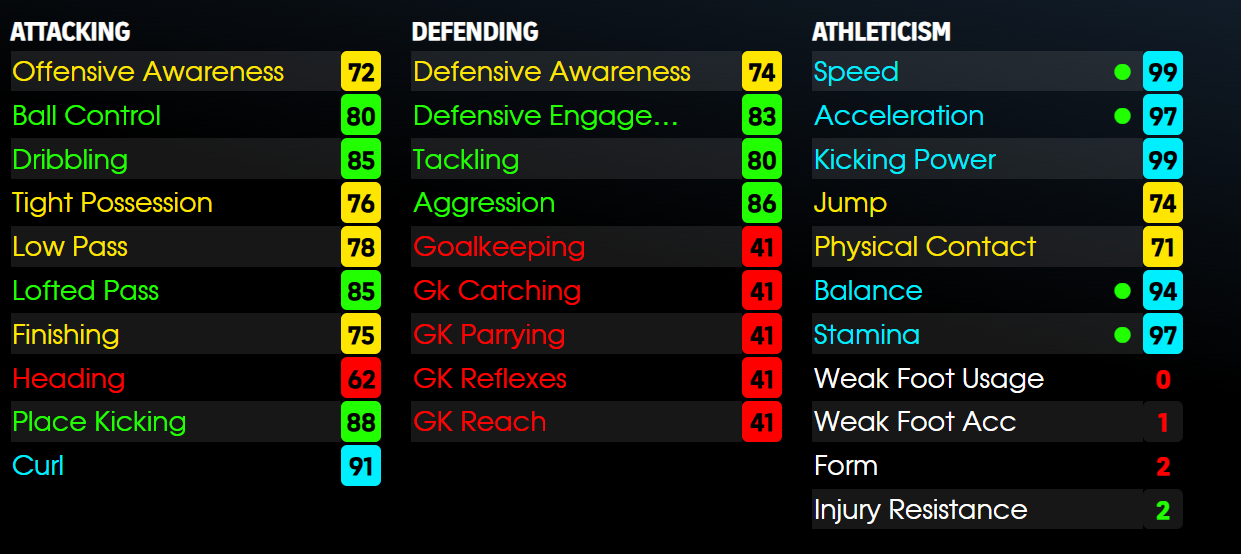 ATTACKING
Offensive Awareness 72
Ball Control 80
Dribbling 85
Tight Possession 76
Low Pass 78
Lofted Pass 85
Finishing 75
Heading 62
Place Kicking 88
Curl 91
DEFENDING
Defensive Awareness 74
Defensive Engage... 83
Tackling 80
Aggression 86
Goalkeeping 41
Gk Catching 41
GK Parrying 41
GK Reflexes 41
GK Reach 41
ATHLETICISM
Speed 99
Acceleration 97
Kicking Power 99
Jump 74
Physical Contact 71
Balance 94
Stamina 97
Weak Foot Usage 0
Weak Foot Acc 1
Form 2
Injury Resistance 2